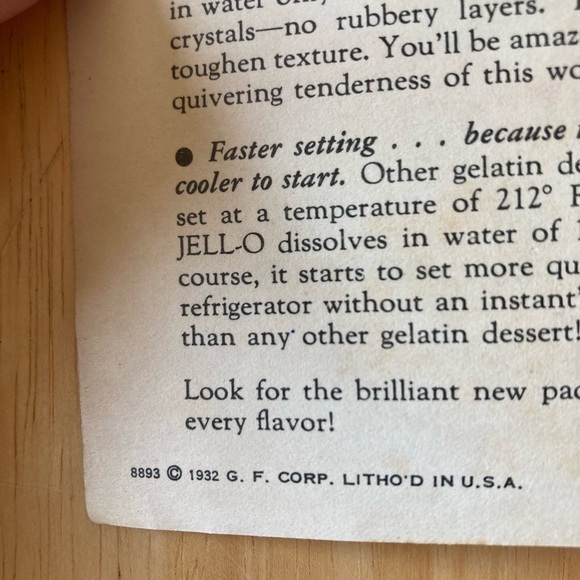 in water
crystals—no rubbery layers.
toughen texture. You'll be amaz
quivering tenderness of this wo
● Faster setting . . . because
cooler to start. Other gelatin de
set at a temperature of 212° F
JELL-O dissolves in water of
course, it starts to set more qu
refrigerator without an instant'
than any other gelatin dessert!
Look for the brilliant new pac
every flavor!
8893 © 1932 G. F. CORP. LITHO'D IN U.S.A.